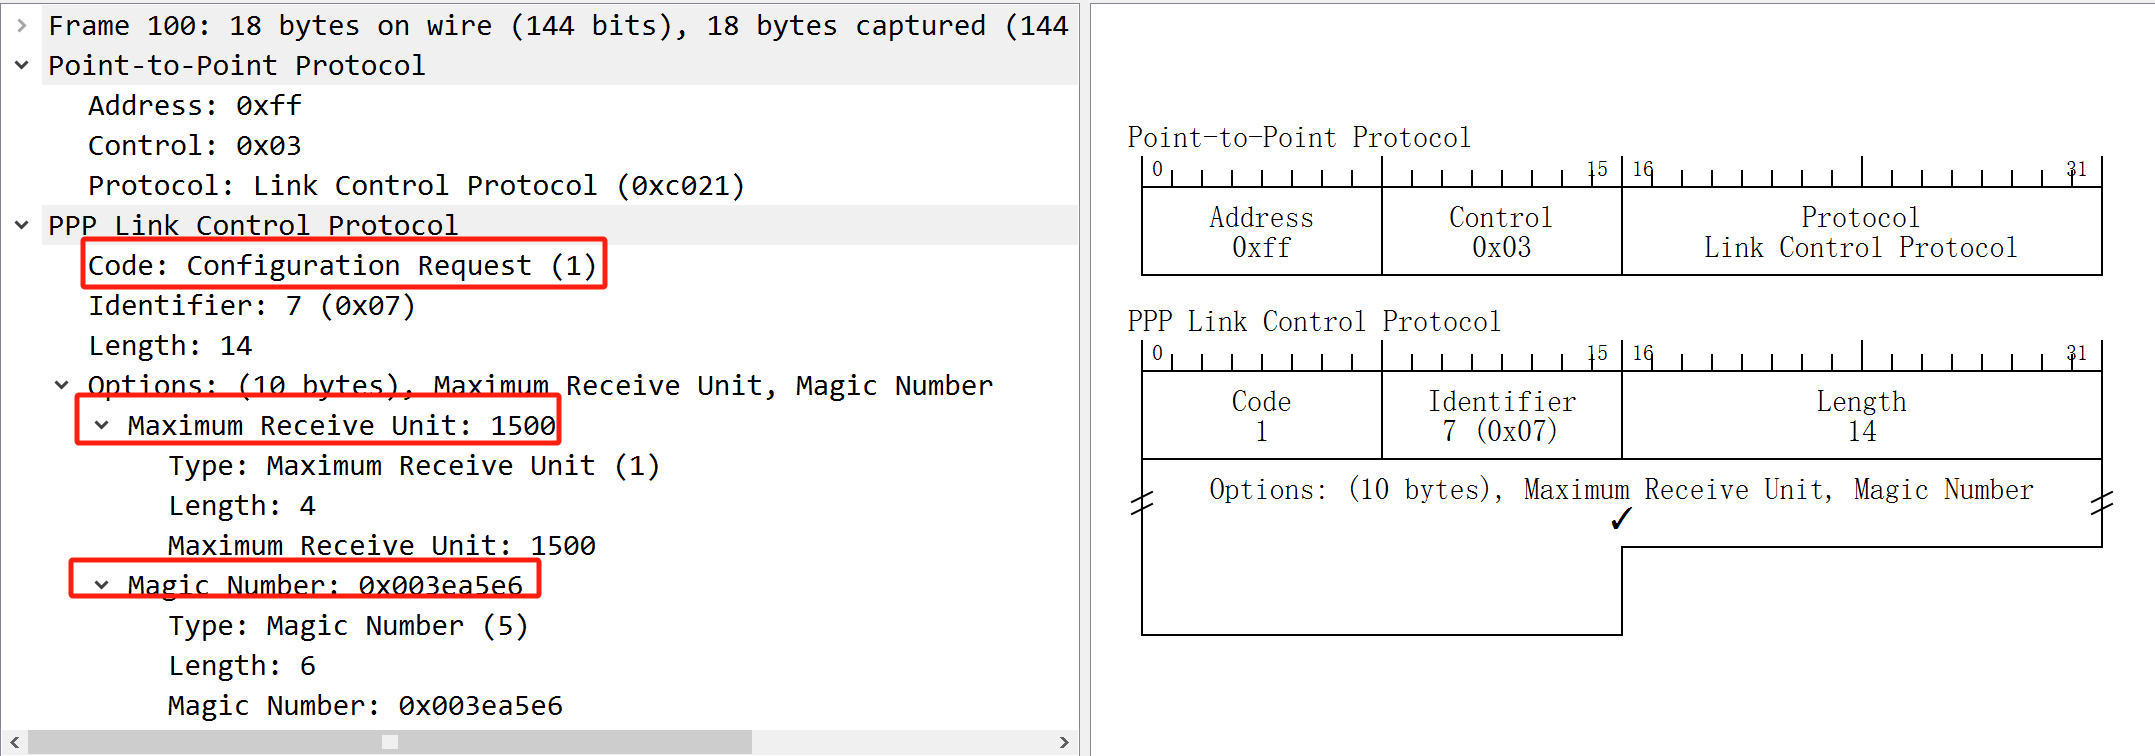 Frame 100: 18 bytes on wire (144 bits), 18 bytes captured (144
Point-to-Point Protocol
Address: 0xff
Control: 0x03
Protocol: Link Control Protocol (0xc021)
PPP Link Control Protocol
Code: Configuration Request (1)
Identifier: 7 (0x07)
Length: 14
Options: (10 bytes), Maximum Receive Unit, Magic Number
Maximum Receive Unit: 1500
Type: Maximum Receive Unit (1)
Length: 4
Maximum Receive Unit: 1500
Magic Number: 0x003ea5e6
Type: Magic Number (5)
Length: 6
Magic Number: 0x003ea5e6
Point-to-Point Protocol
0 15 16 31
Address Control Protocol
0xff 0x03 Link Control Protocol
PPP Link Control Protocol
0 15 16 31
Code Identifier Length
1 7 (0x07) 14
Options: (10 bytes), Maximum Receive Unit, Magic Number
✓